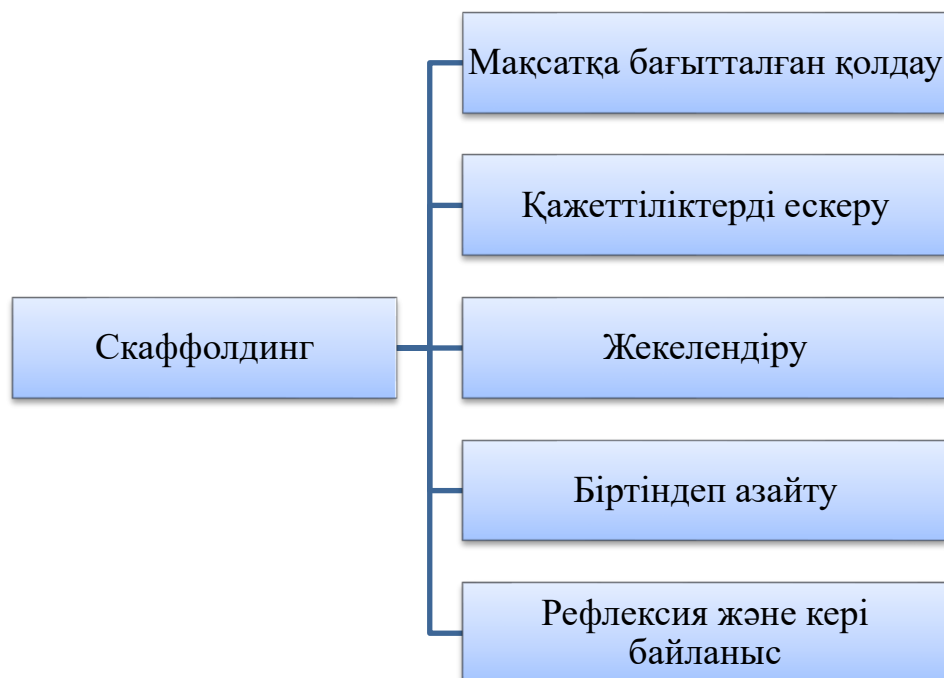 Мақсатқа бағытталған қолдау
Қажеттіліктерді ескеру
Скаффолдинг
Жекелендіру
Біртіндеп азайту
Рефлексия және кері
байланыс